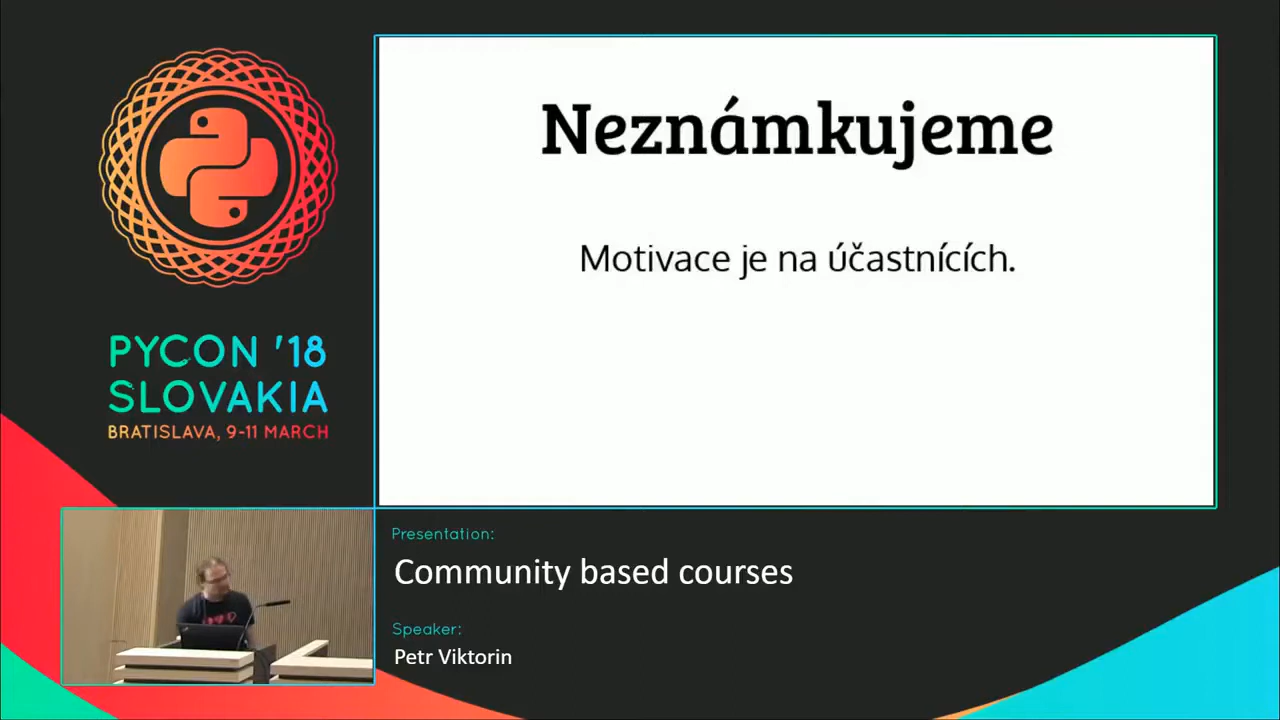 PYCON '18
SLOVAKIA
BRATISLAVA, 9-11 MARCH
Neznámkujeme
Motivace je na účastnících.
Presentation:
Community based courses
Speaker:
Petr Viktorin